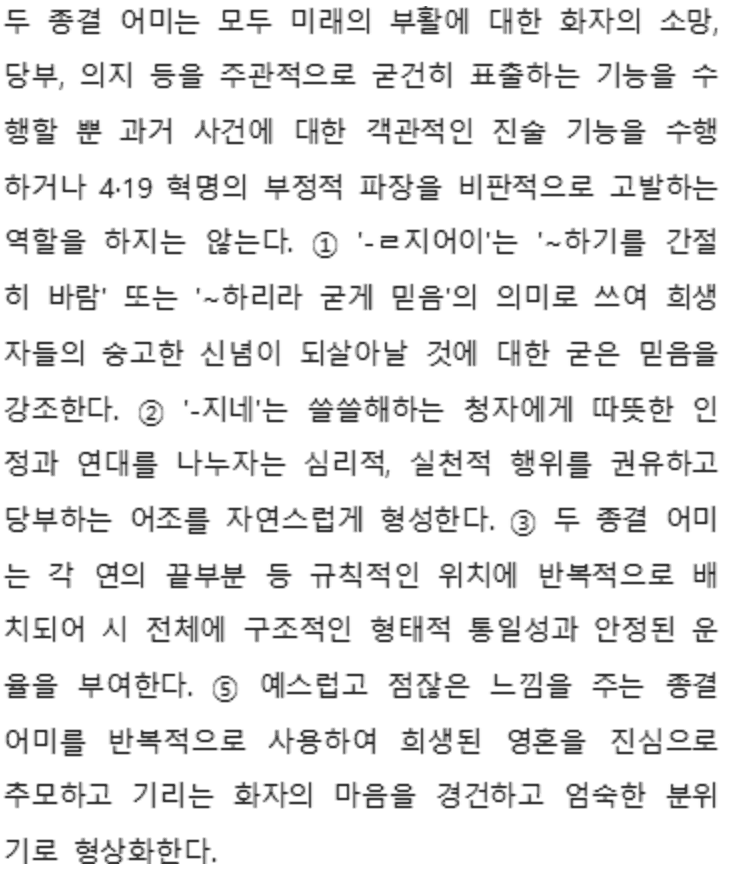 두 종결 어미는 모두 미래의 부활에 대한 화자의 소망,
당부, 의지 등을 주관적으로 굳건히 표출하는 기능을 수
행할 뿐 과거 사건에 대한 객관적인 진술 기능을 수행
하거나 4·19 혁명의 부정적 파장을 비판적으로 고발하는
역할을 하지는 않는다. ① '-ㄹ지어이'는 '~하기를 간절
히 바람' 또는 '~하리라 굳게 믿음'의 의미로 쓰여 희생
자들의 숭고한 신념이 되살아날 것에 대한 굳은 믿음을
강조한다. ② '-지네'는 쓸쓸해하는 청자에게 따뜻한 인
정과 연대를 나누자는 심리적, 실천적 행위를 권유하고
당부하는 어조를 자연스럽게 형성한다. ③ 두 종결 어미
는 각 연의 끝부분 등 규칙적인 위치에 반복적으로 배
치되어 시 전체에 구조적인 형태적 통일성과 안정된 운
율을 부여한다. ⑤ 예스럽고 점잖은 느낌을 주는 종결
어미를 반복적으로 사용하여 희생된 영혼을 진심으로
추모하고 기리는 화자의 마음을 경건하고 엄숙한 분위
기로 형상화한다.